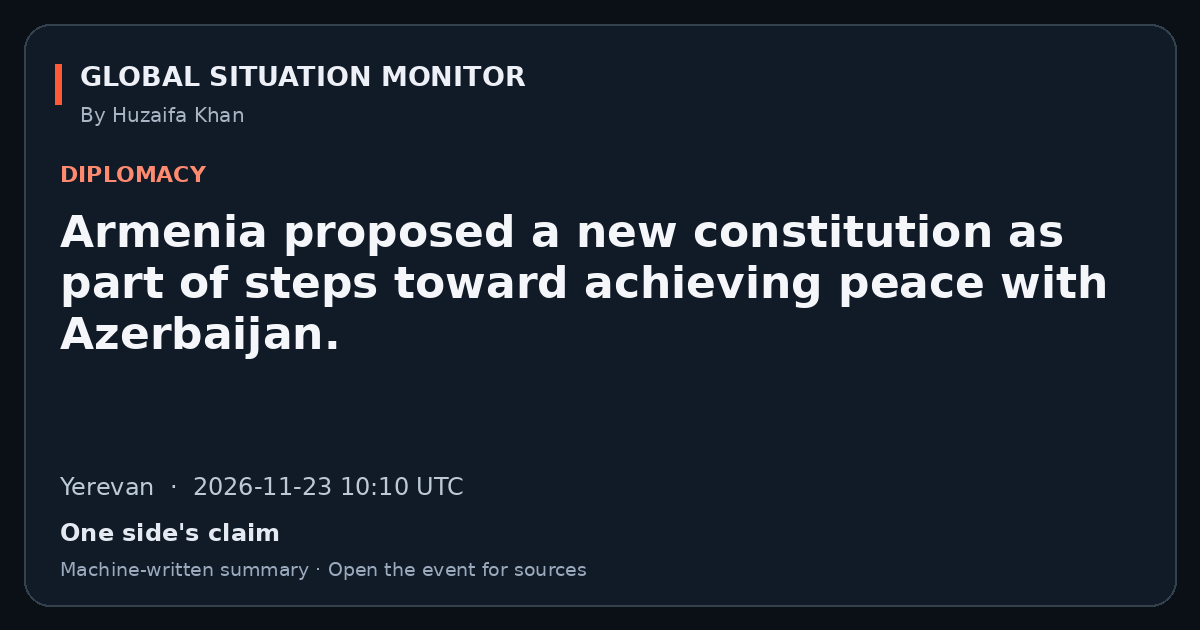 GLOBAL SITUATION MONITOR
By Huzaifa Khan
DIPLOMACY
Armenia proposed a new constitution as
part of steps toward achieving peace with
Azerbaijan.
Yerevan · 2026-11-23 10:10 UTC
One side's claim
Machine-written summary · Open the event for sources